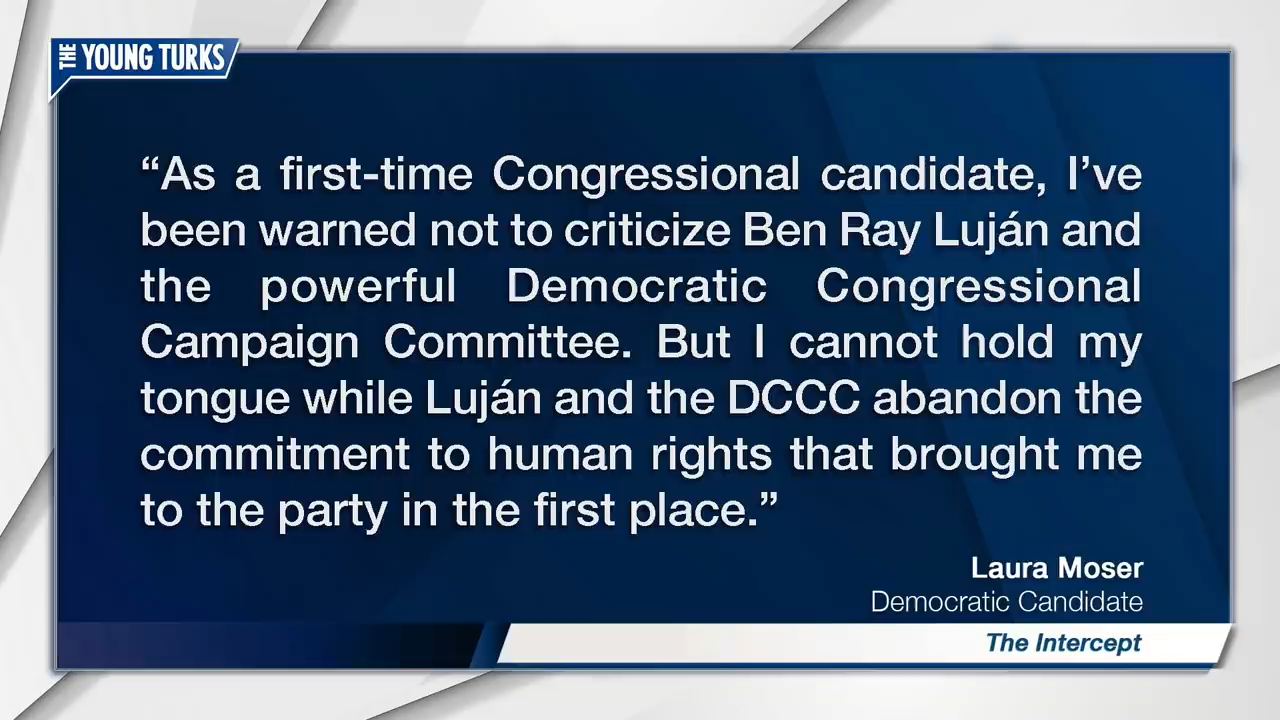 THE YOUNG TURKS
“As a first-time Congressional candidate, I’ve
been warned not to criticize Ben Ray Luján and
the powerful Democratic Congressional
Campaign Committee. But I cannot hold my
tongue while Luján and the DCCC abandon the
commitment to human rights that brought me
to the party in the first place.”
Laura Moser
Democratic Candidate
The Intercept